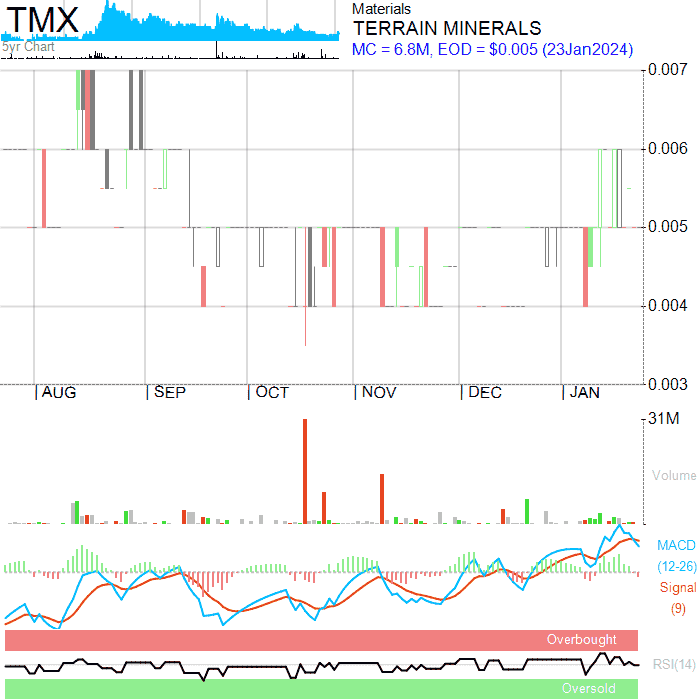 TMX
5yr Chart
Materials
TERRAIN MINERALS
MC = 6.8M, EOD = $0.005 (23Jan2024)
0.007
0.006
0.005
0.004
0.003
|AUG |SEP |OCT |NOV |DEC |JAN
31M
Volume
MACD
(12-26)
Signal
(9)
Overbought
RSI(14)
Oversold